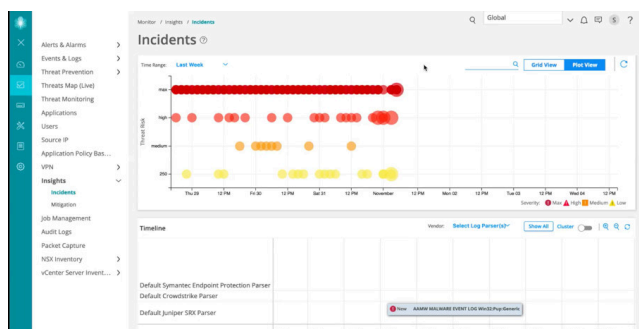 Monitor / Insights / Incidents
Global
S
?
Incidents
Alerts & Alarms
Events & Logs
Threat Prevention
Threats Map (Live)
Threat Monitoring
Applications
Users
Source IP
Application Policy Bas...
VPN
Insights
Incidents
Mitigation
Job Management
Audit Logs
Packet Capture
NSX Inventory
vCenter Server Invent...
Time Range: Last Week
Grid View Plot View
Threat Risk
max
high
medium
250
Thu 29 12 PM Fri 30 12 PM Sat 31 12 PM November 12 PM Mon 02 12 PM Tue 03 12 PM Wed 04 12 PM
Severity: Max High Medium Low
Timeline
Vendor: Select Log Parser(s) Show All Cluster
Default Symantec Endpoint Protection Parser
Default Crowdstrike Parser
Default Juniper SRX Parser
Now AAMW MALWARE EVENT LOG Win32:Pup:Generic